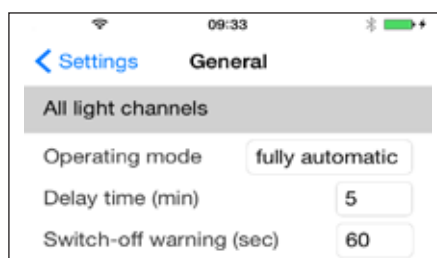 09:33
Settings General
All light channels
Operating mode fully automatic
Delay time (min) 5
Switch-off warning (sec) 60